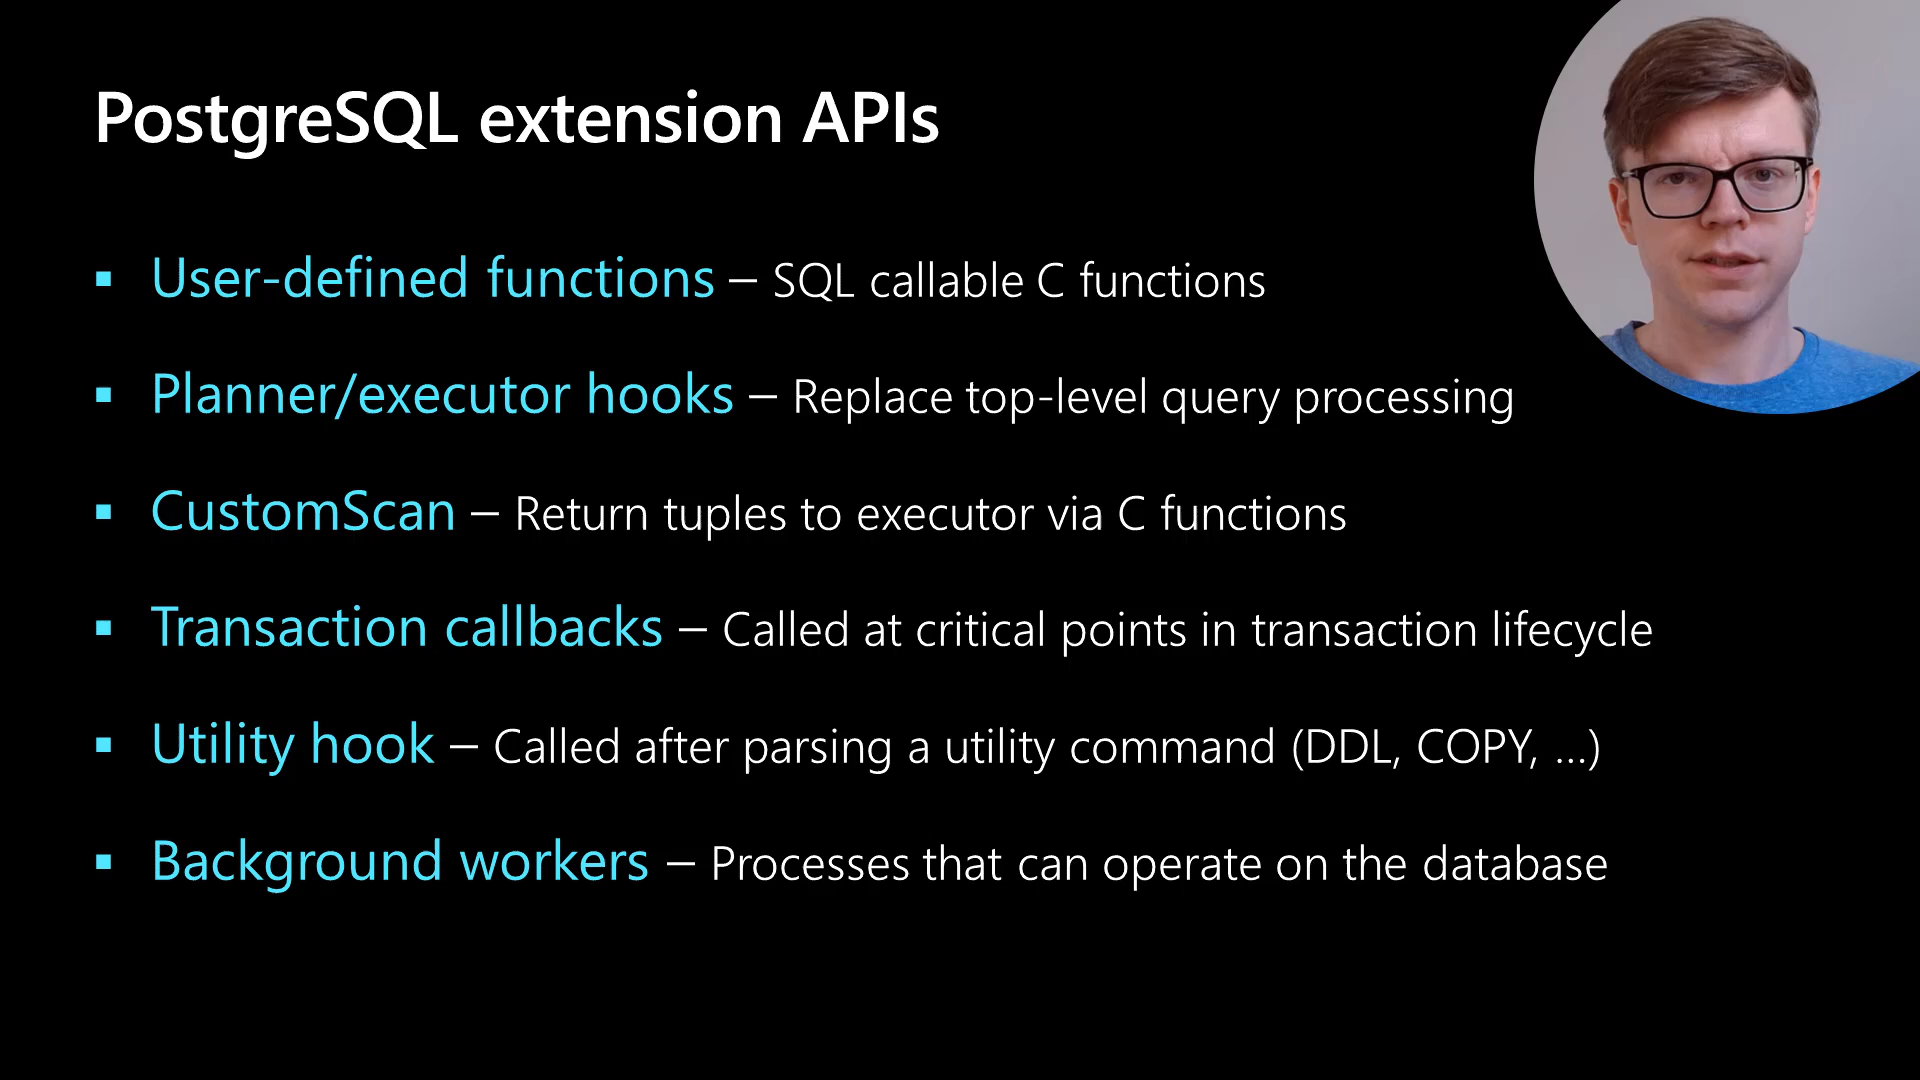 PostgreSQL extension APIs
▪ User-defined functions – SQL callable C functions
▪ Planner/executor hooks – Replace top-level query processing
▪ CustomScan – Return tuples to executor via C functions
▪ Transaction callbacks – Called at critical points in transaction lifecycle
▪ Utility hook – Called after parsing a utility command (DDL, COPY, ...)
▪ Background workers – Processes that can operate on the database